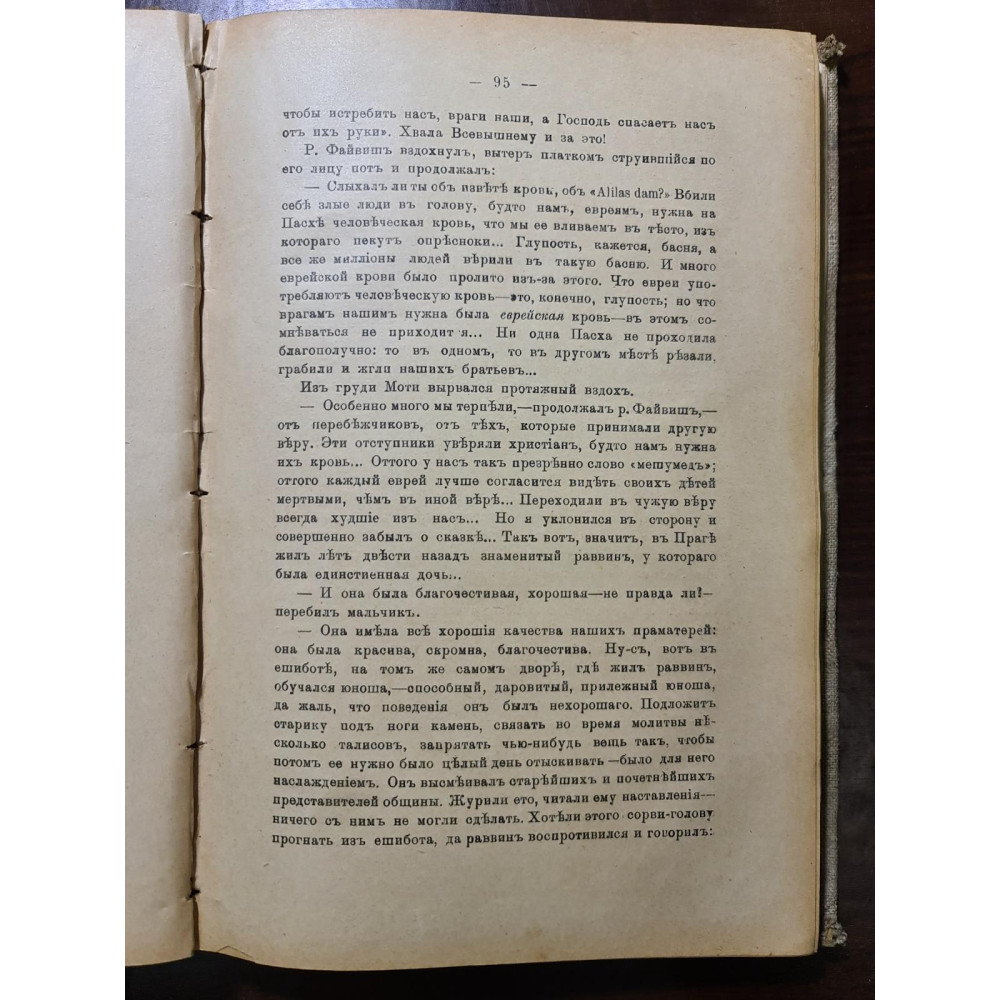 — 95 —
чтобы истребить насъ, враги наши, а Господь спасаетъ насъ
отъ ихъ руки». Хвала Всевышнему и за это!
Р. Файвишъ вздохнулъ, вытеръ платкомъ струившійся по
его лицу потъ и продолжалъ:
— Слыхалъ ли ты объ извѣтѣ кровь, объ «Alilas dam?» Вбили
себѣ злые люди въ голову, будто намъ, евреямъ, нужна на
Пасхѣ человѣческая кровь, что мы ее вливаемъ въ тѣсто, изъ
котораго пекутъ опрѣсноки... Глупость, кажется, басня, а
все же милліоны людей вѣрили въ такую басню. И много
еврейской крови было пролито изъ-за этого. Что евреи упо-
требляютъ человѣческую кровь—это, конечно, глупость; но что
врагамъ нашимъ нужна была еврейская кровь—въ этомъ со-
мнѣваться не приходит я... Ни одна Пасха не проходила
благополучно: то въ одномъ, то въ другомъ мѣстѣ рѣзали,
грабили и жгли нашихъ братьевъ...
Изъ груди Моти вырвался протяжный вздохъ.
— Особенно много мы терпѣли,—продолжалъ р. Файвишъ,—
отъ перебѣжчиковъ, отъ тѣхъ, которые принимали другую
вѣру. Эти отступники увѣряли христіанъ, будто намъ нужна
ихъ кровь... Оттого у насъ такъ презрѣнно слово «мешумедъ»;
оттого каждый еврей лучше согласится видѣть своихъ дѣтей
мертвыми, чѣмъ въ иной вѣрѣ... Переходили въ чужую вѣру
всегда худшіе изъ насъ... Но я уклонился въ сторону и
совершенно забылъ о сказкѣ... Такъ вотъ, значитъ, въ Прагѣ
жилъ лѣтъ двѣсти назадъ знаменитый раввинъ, у котораго
была единственная дочь...
— И она была благочестивая, хорошая—не правда ли?—
перебилъ мальчикъ.
— Она имѣла всѣ хорошія качества нашихъ праматерей:
она была красива, скромна, благочестива. Ну-съ, вотъ въ
ешиботѣ, на томъ же самомъ дворѣ, гдѣ жилъ раввинъ,
обучался юноша,—способный, даровитый, прилежный юноша,
да жаль, что поведенія онъ былъ нехорошаго. Подложить
старику подъ ноги камень, связать во время молитвы нѣ-
сколько талисовъ, запрятать чью-нибудь вещь такъ, чтобы
потомъ ее нужно было цѣлый день отыскивать—было для него
наслажденіемъ. Онъ высмѣивалъ старѣйшихъ и почетнѣйшихъ
представителей общины. Журили ето, читали ему наставленія—
ничего съ нимъ не могли сдѣлать. Хотѣли этого сорви-голову
прогнать изъ ешибота, да раввинъ воспротивился и говорилъ: